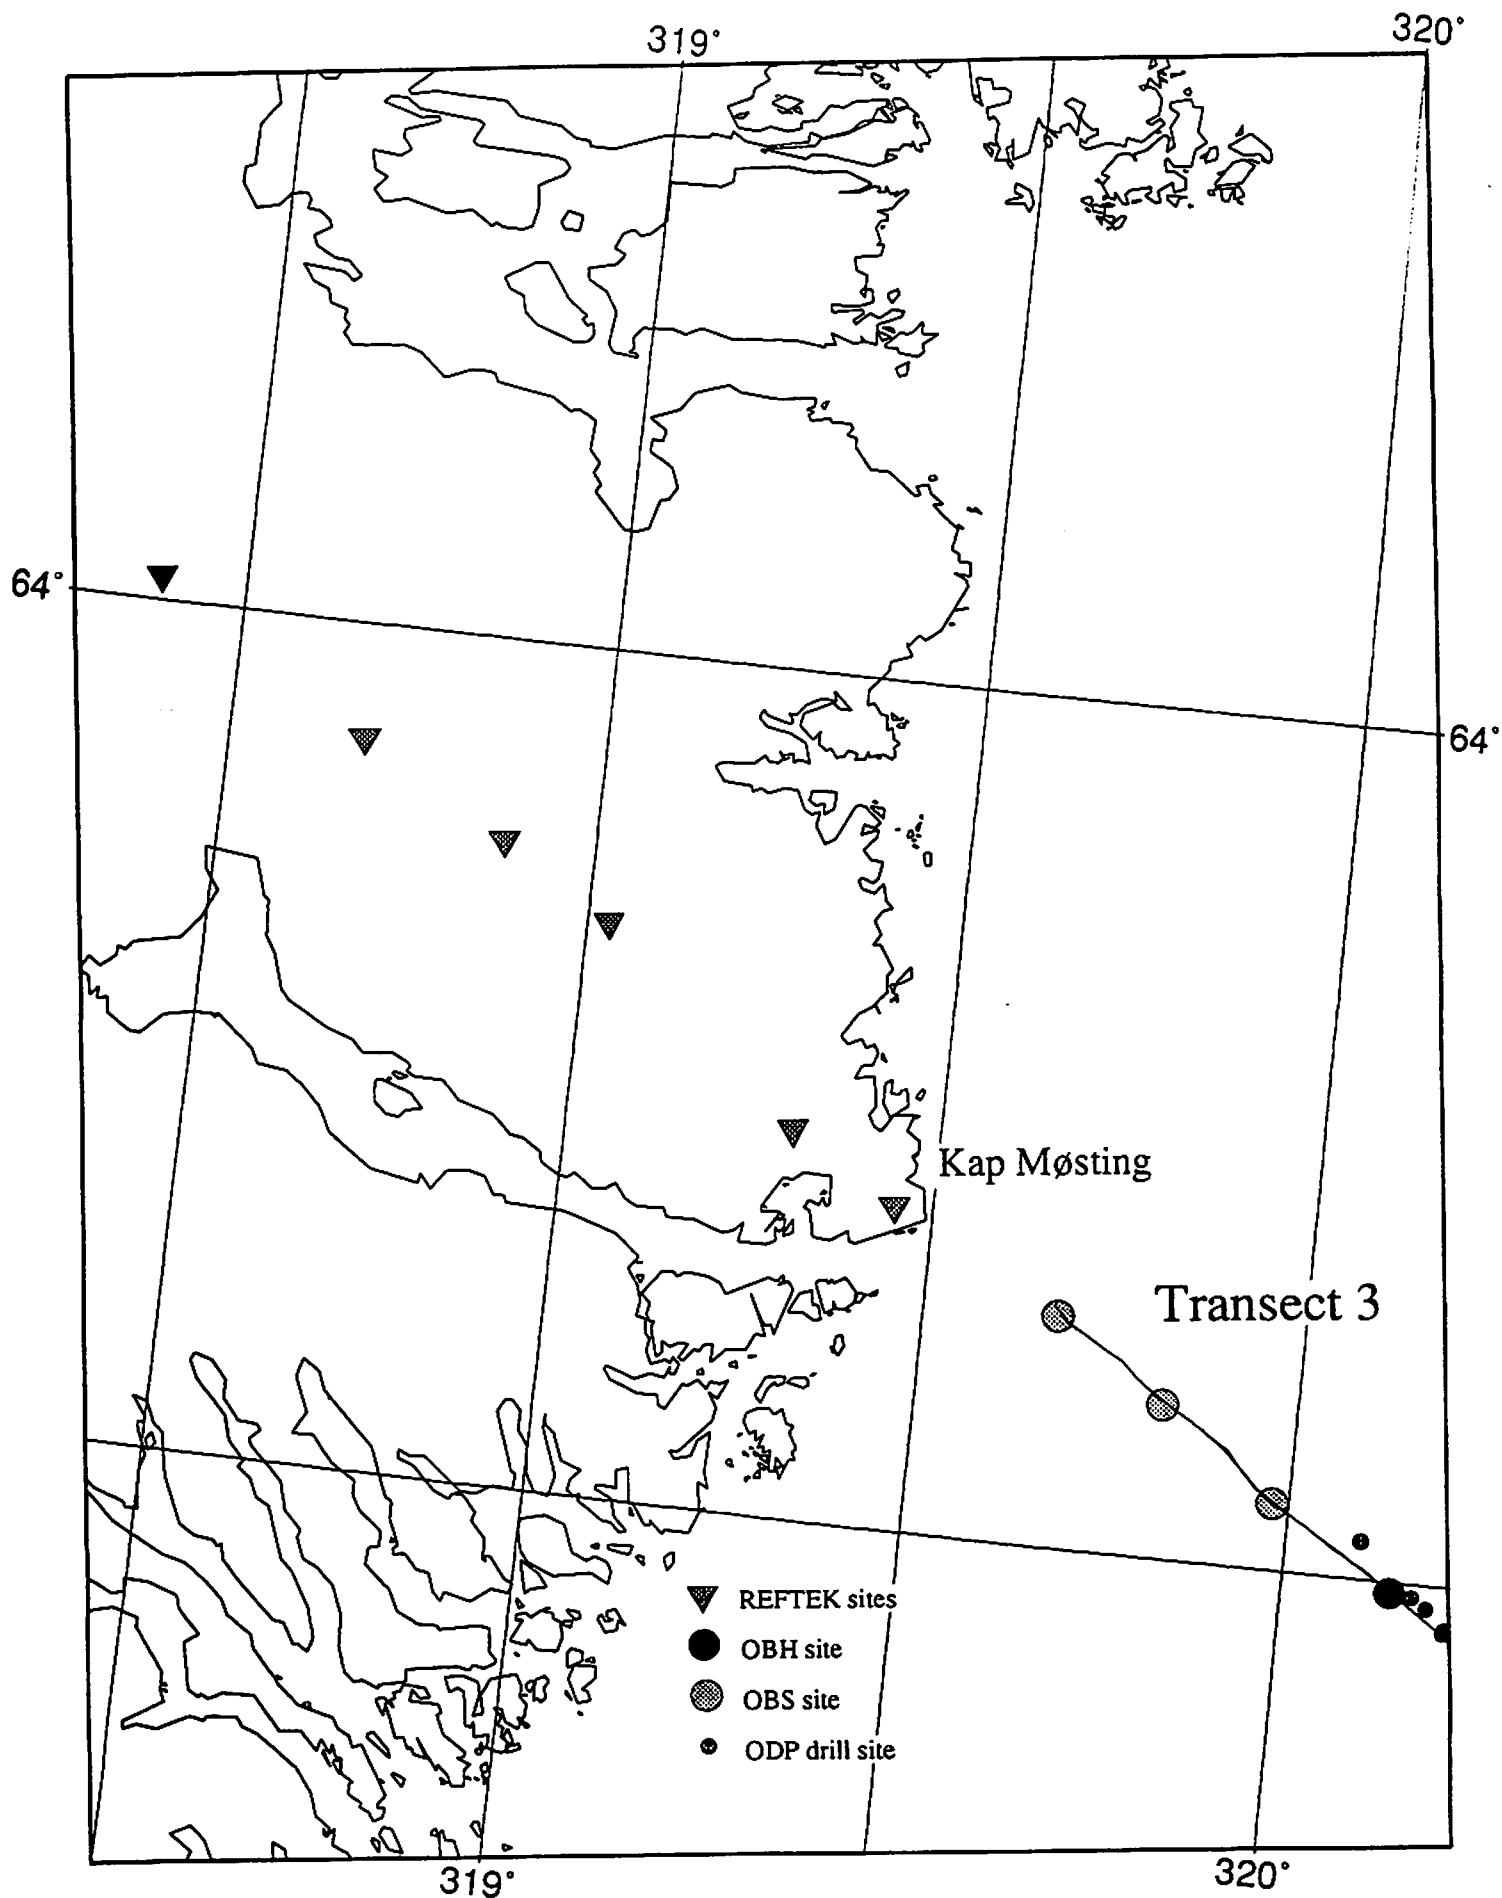 319°
320°
64°
64°
Kap Møsting
Transect 3
REFTEK sites
OBH site
OBS site
ODP drill site
319°
320°